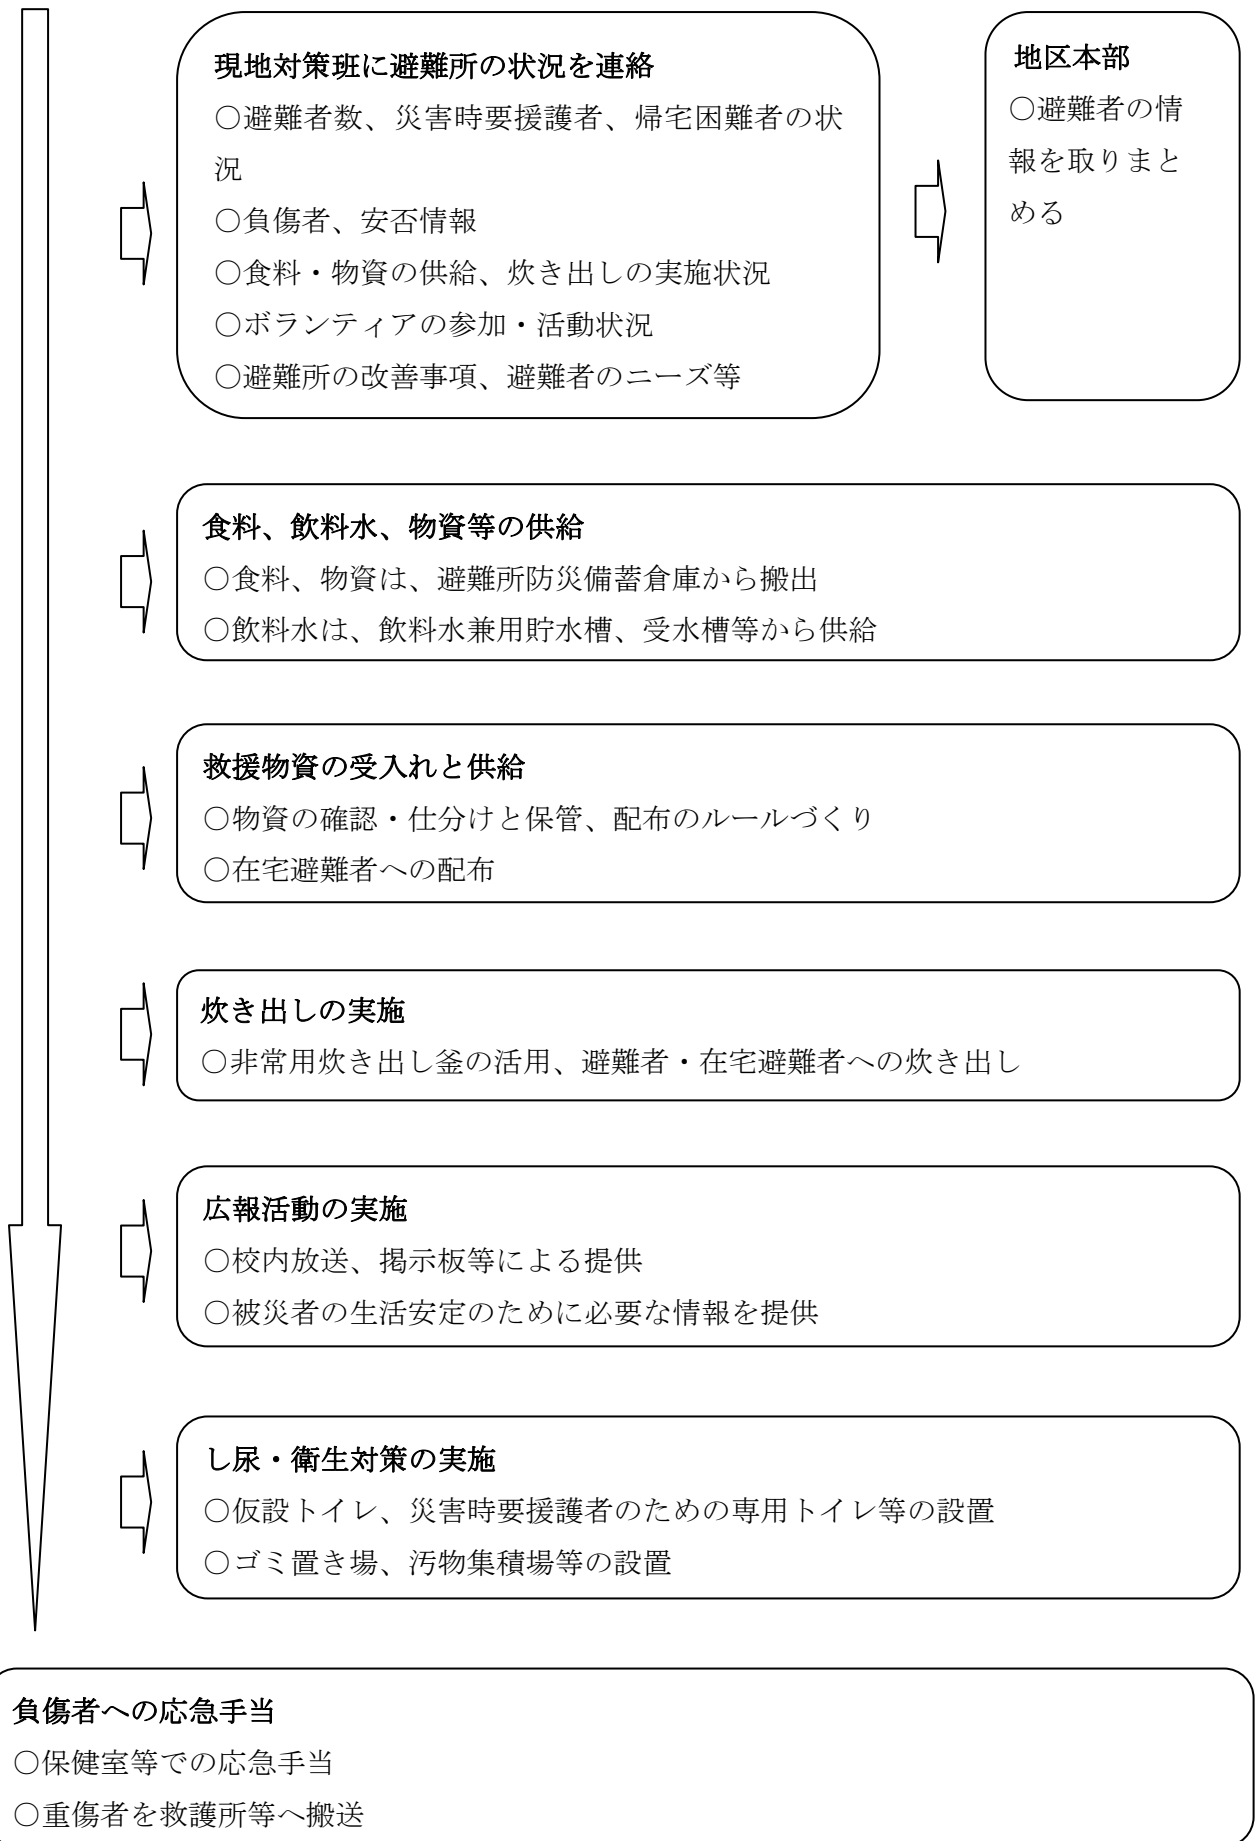 現地対策班に避難所の状況を連絡
〇避難者数、災害時要援護者、帰宅困難者の状
況
〇負傷者、安否情報
〇食料・物資の供給、炊き出しの実施状況
〇ボランティアの参加・活動状況
〇避難所の改善事項、避難者のニーズ等
地区本部
〇避難者の情
報を取りまと
める
食料、飲料水、物資等の供給
〇食料、物資は、避難所防災備蓄倉庫から搬出
〇飲料水は、飲料水兼用貯水槽、受水槽等から供給
救援物資の受入れと供給
〇物資の確認・仕分けと保管、配布のルールづくり
〇在宅避難者への配布
炊き出しの実施
〇非常用炊き出し釜の活用、避難者・在宅避難者への炊き出し
広報活動の実施
〇校内放送、掲示板等による提供
〇被災者の生活安定のために必要な情報を提供
し尿・衛生対策の実施
〇仮設トイレ、災害時要援護者のための専用トイレ等の設置
〇ゴミ置き場、汚物集積場等の設置
負傷者への応急手当
〇保健室等での応急手当
〇重傷者を救護所等へ搬送